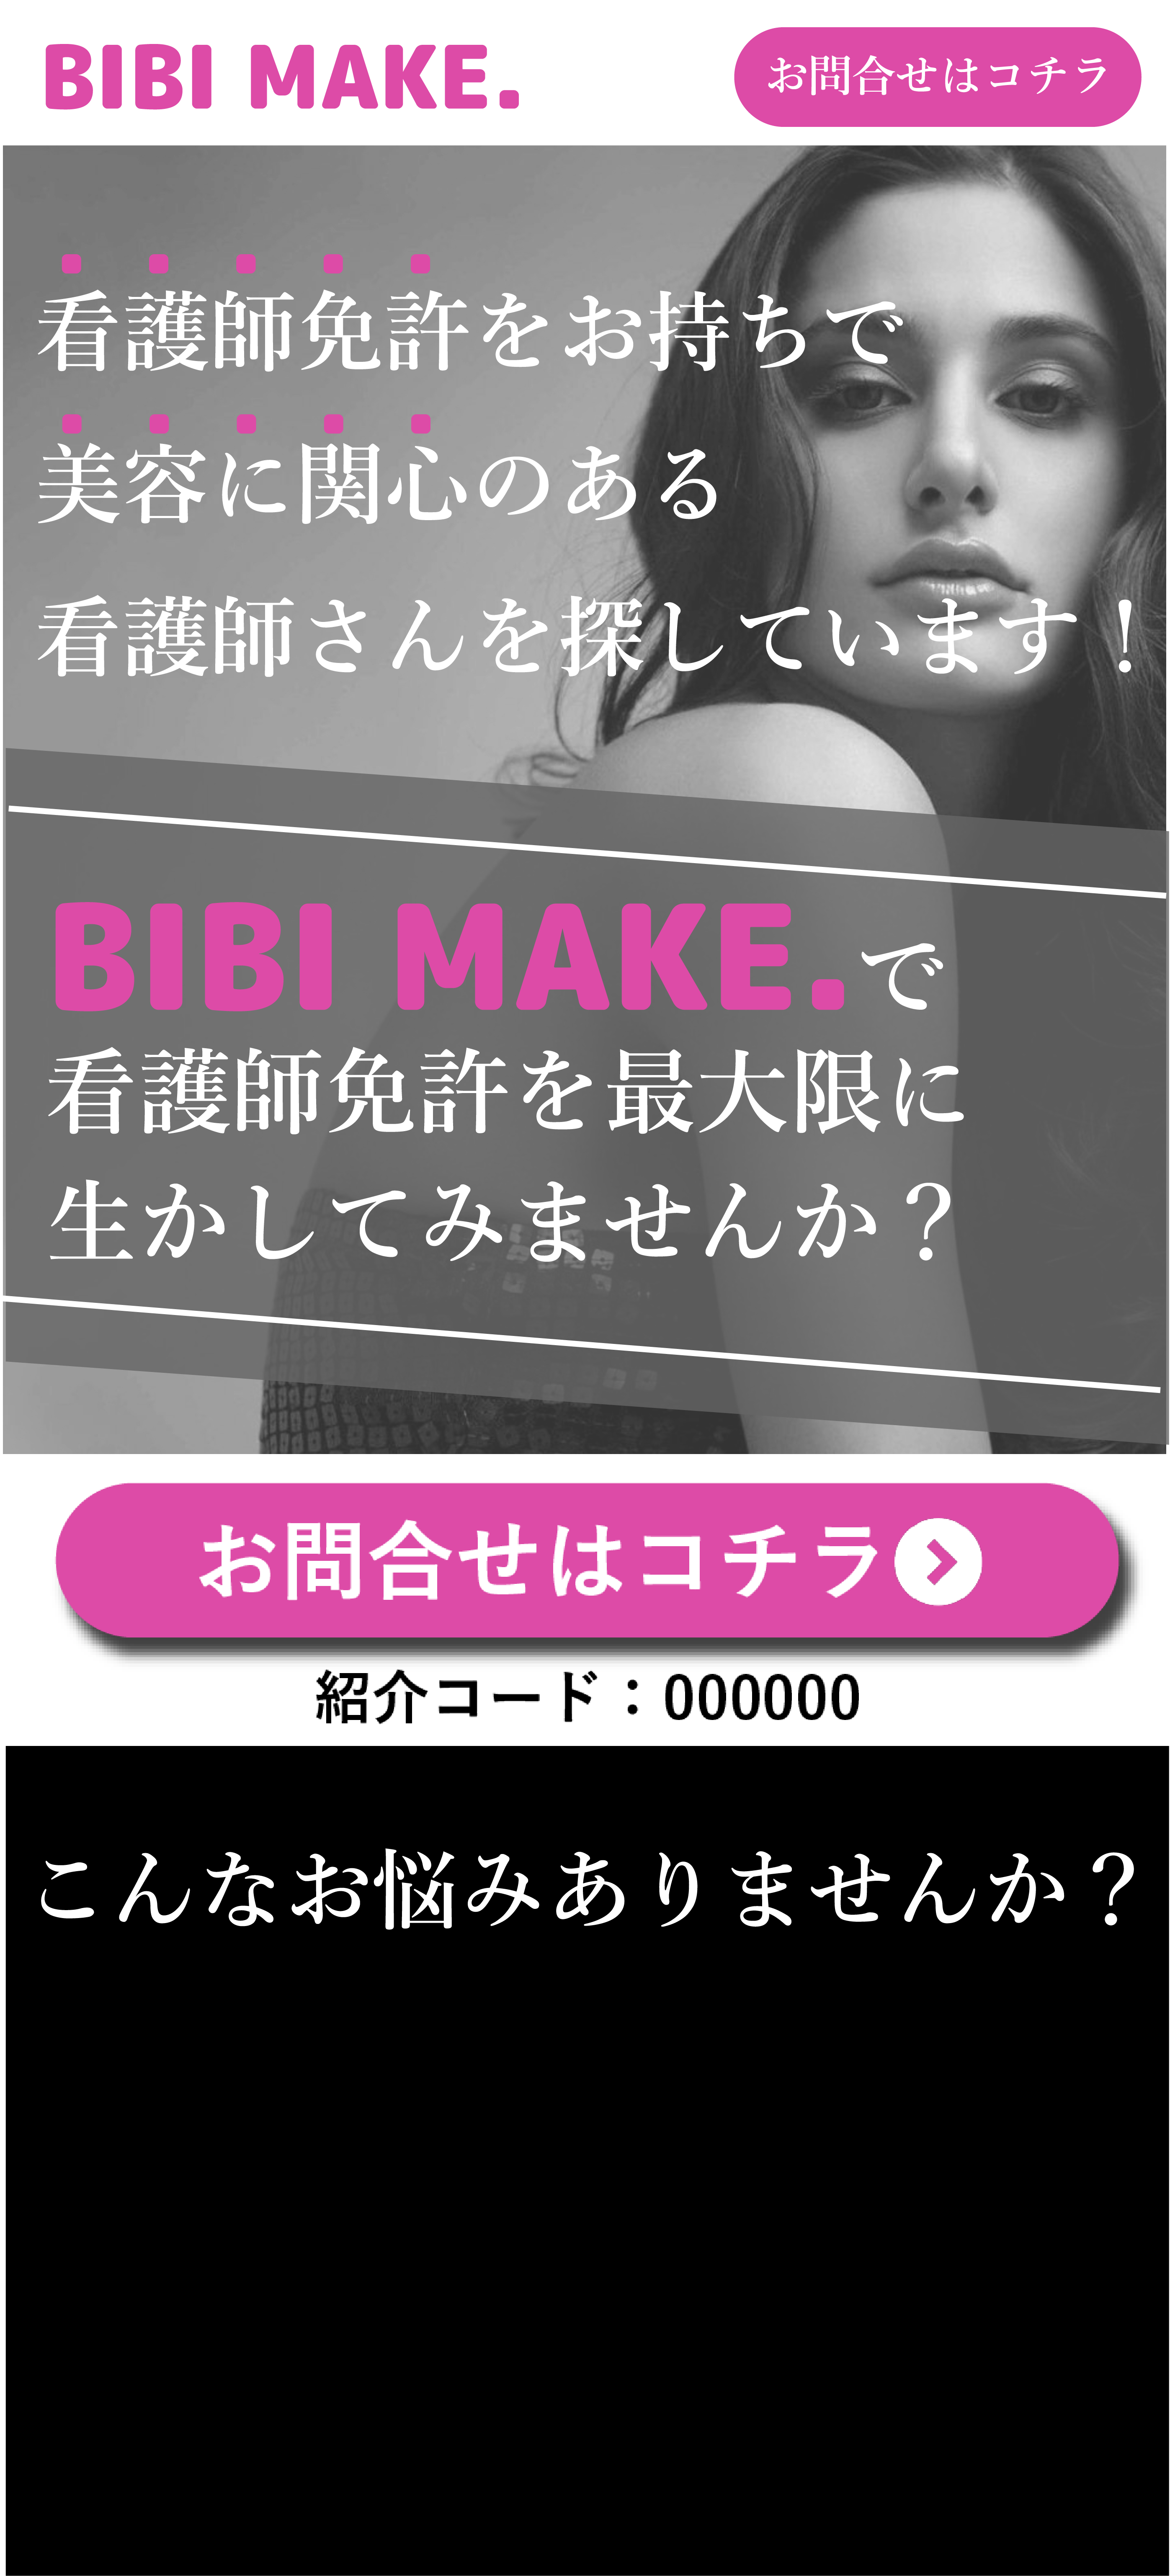 BIBI MAKE.
お問合せはコチラ
看護師免許をお持ちで
美容に関心のある
看護師さんを探しています！
BIBI MAKE.で
看護師免許を最大限に
生かしてみませんか？
お問合せはコチラ
紹介コード：000000
こんなお悩みありませんか？